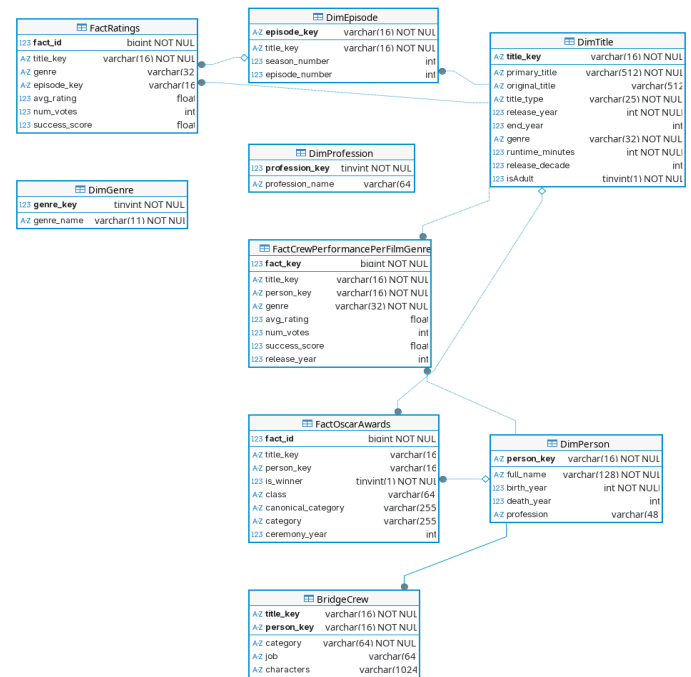 FactRatings
123 fact_id bigint NOT NUL
A-Z title_key varchar(16) NOT NUL
A-Z genre varchar(32
A-Z episode_key varchar(16
123 avg_rating float
123 num_votes int
123 success_score float
DimEpisode
A-Z episode_key varchar(16) NOT NUL
A-Z title_key varchar(16) NOT NUL
123 season_number int
123 episode_number int
DimTitle
A-Z title_key varchar(16) NOT NUL
A-Z primary_title varchar(512) NOT NUL
A-Z original_title varchar(512
A-Z title_type varchar(25) NOT NUL
123 release_year int NOT NULL
123 end_year int
A-Z genre varchar(32) NOT NUL
123 runtime_minutes int NOT NULL
123 release_decade int
123 isAdult tinyint(1) NOT NUL
DimProfession
123 profession_key tinyint NOT NUL
A-Z profession_name varchar(64
DimGenre
123 genre_key tinyint NOT NUL
A-Z genre_name varchar(11) NOT NUL
FactCrewPerformancePerFilmGenre
123 fact_key bigint NOT NUL
A-Z title_key varchar(16) NOT NUL
A-Z person_key varchar(16) NOT NUL
A-Z genre varchar(32) NOT NUL
123 avg_rating float
123 num_votes int
123 success_score float
123 release_year int
FactOscarAwards
123 fact_id bigint NOT NUL
A-Z title_key varchar(16
A-Z person_key varchar(16
123 is_winner tinyint(1) NOT NUL
A-Z class varchar(64
A-Z canonical_category varchar(255
A-Z category varchar(255
123 ceremony_year int
DimPerson
A-Z person_key varchar(16) NOT NUL
A-Z full_name varchar(128) NOT NUL
123 birth_year int NOT NULL
123 death_year int
A-Z profession varchar(48
BridgeCrew
A-Z title_key varchar(16) NOT NUL
A-Z person_key varchar(16) NOT NUL
A-Z category varchar(64) NOT NUL
A-Z job varchar(64
A-Z characters varchar(1024